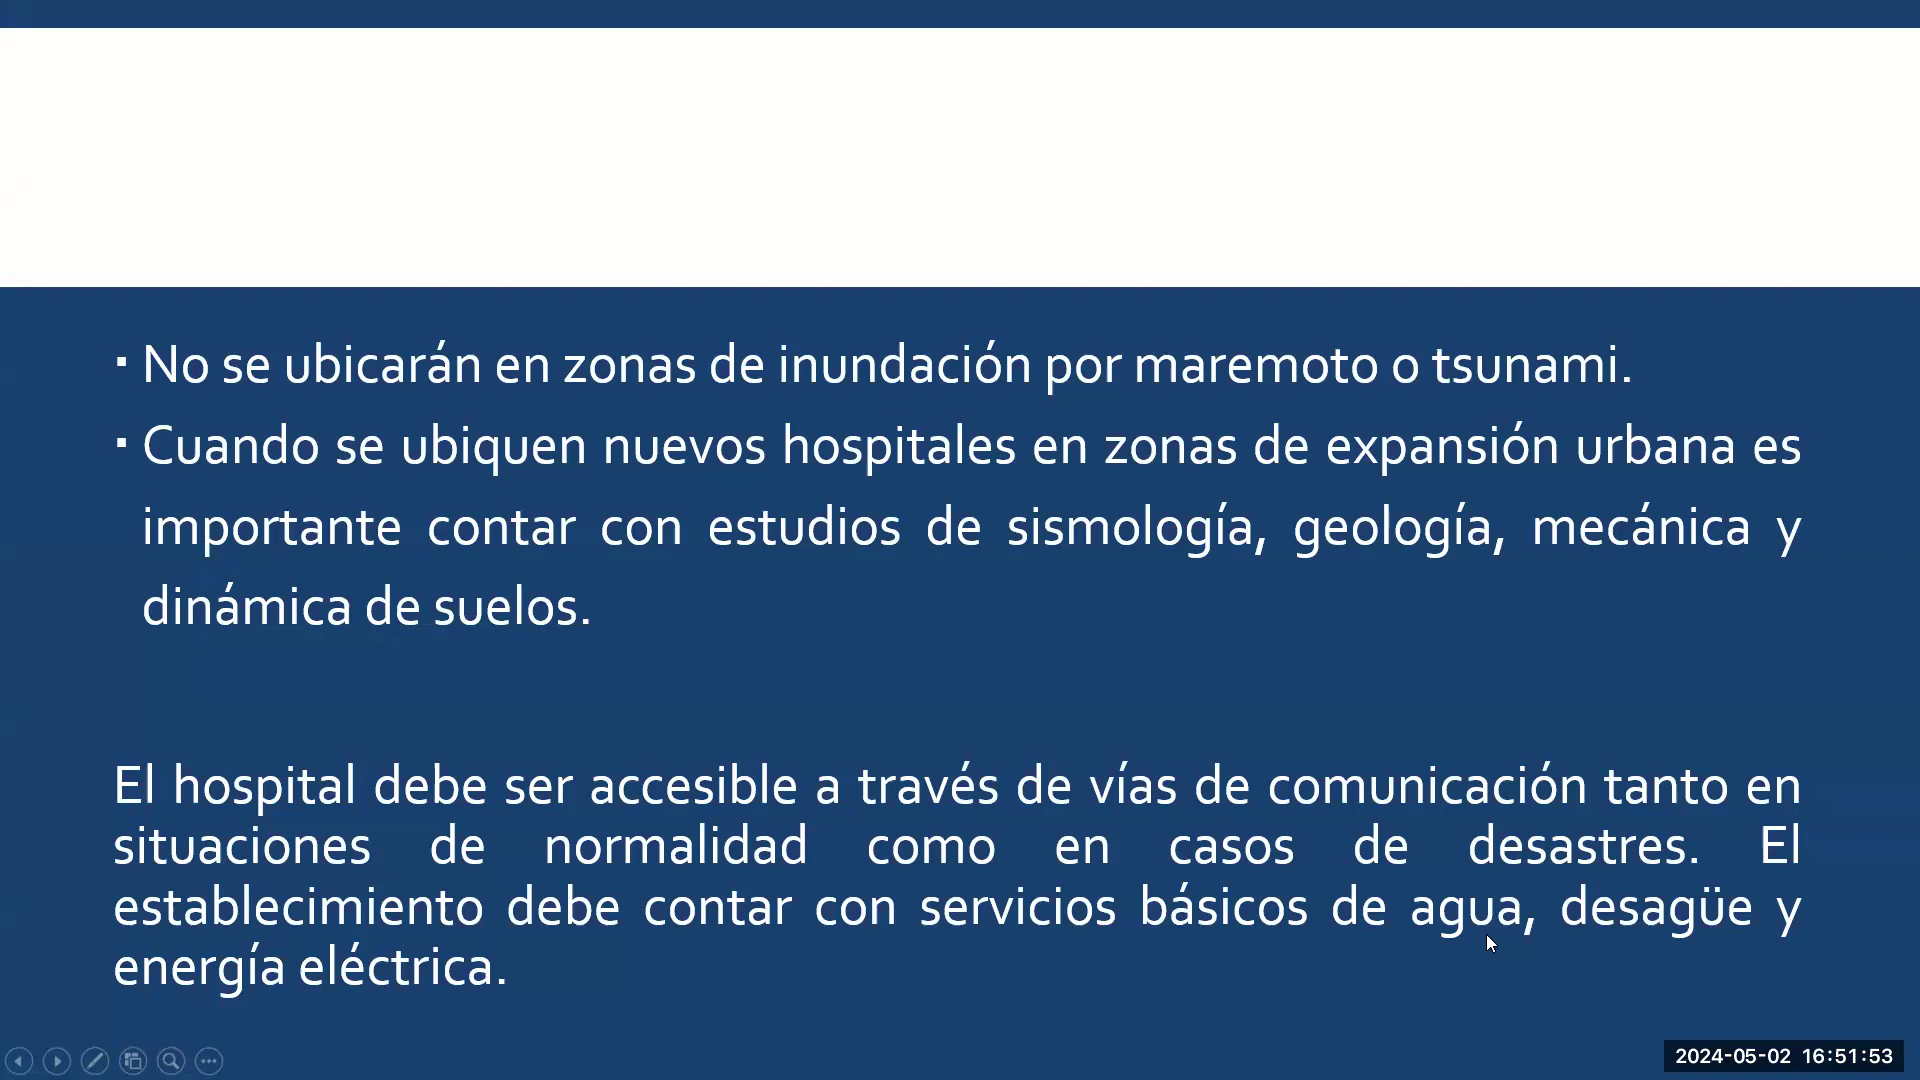 ▪ No se ubicarán en zonas de inundación por maremoto o tsunami.
▪ Cuando se ubiquen nuevos hospitales en zonas de expansión urbana es
importante contar con estudios de sismología, geología, mecánica y
dinámica de suelos.
El hospital debe ser accesible a través de vías de comunicación tanto en
situaciones de normalidad como en casos de desastres. El
establecimiento debe contar con servicios básicos de agua, desagüe y
energía eléctrica.
2024-05-02 16:51:53